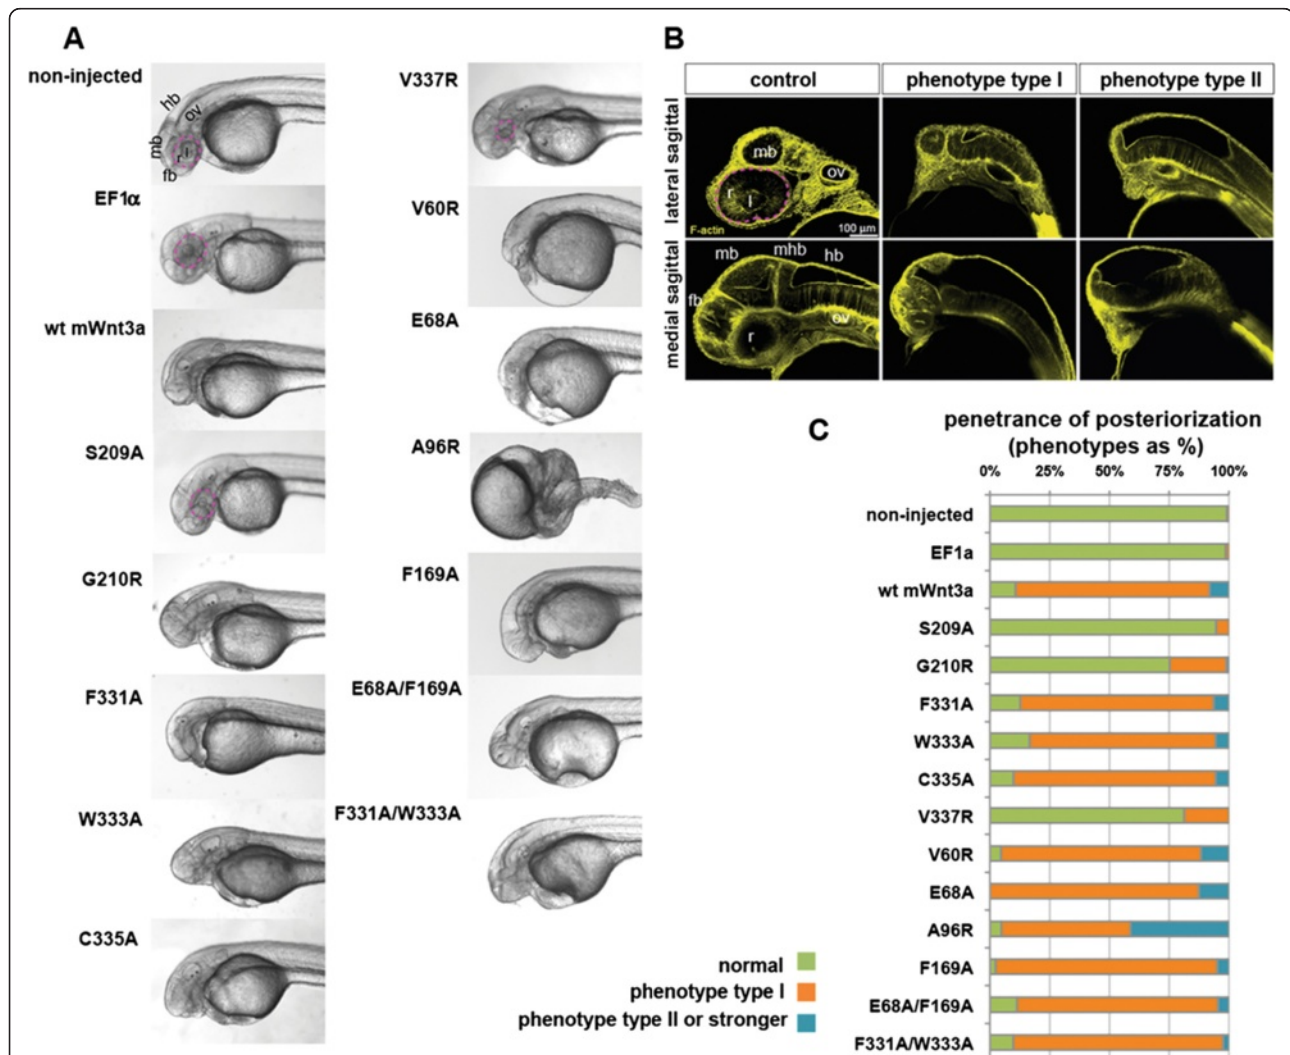 A
non-injected
hb
ov
mb
r
l
fb
EF1α
wt mWnt3a
S209A
G210R
F331A
W333A
C335A
V337R
V60R
E68A
A96R
F169A
E68A/F169A
F331A/W333A
B
control
phenotype type I
phenotype type II
lateral sagittal
mb
ov
r
l
F-actin
100 µm
medial sagittal
mb
mhb
hb
fb
ov
r
C
penetrance of posteriorization
(phenotypes as %)
0% 25% 50% 75% 100%
non-injected
EF1a
wt mWnt3a
S209A
G210R
F331A
W333A
C335A
V337R
V60R
E68A
A96R
F169A
E68A/F169A
F331A/W333A
normal
phenotype type I
phenotype type II or stronger